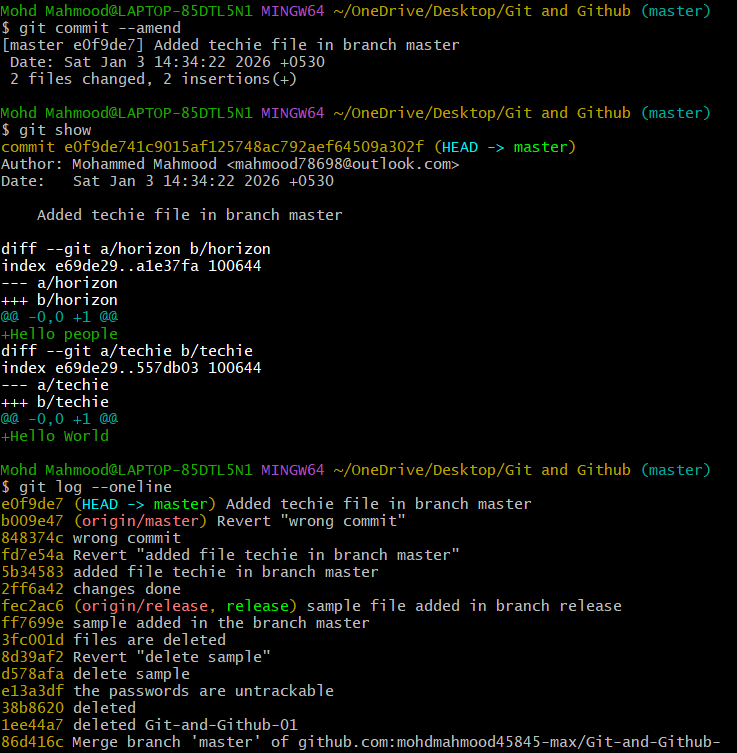 Mohd Mahmood@LAPTOP-85DTL5N1 MINGW64 ~/OneDrive/Desktop/Git and Github (master)
$ git commit --amend
[master e0f9de7] Added techie file in branch master
 Date: Sat Jan 3 14:34:22 2026 +0530
 2 files changed, 2 insertions(+)

Mohd Mahmood@LAPTOP-85DTL5N1 MINGW64 ~/OneDrive/Desktop/Git and Github (master)
$ git show
commit e0f9de741c9015af125748ac792aef64509a302f (HEAD -> master)
Author: Mohammed Mahmood <mahmood78698@outlook.com>
Date:   Sat Jan 3 14:34:22 2026 +0530

    Added techie file in branch master

diff --git a/horizon b/horizon
index e69de29..a1e37fa 100644
--- a/horizon
+++ b/horizon
@@ -0,0 +1 @@
+Hello people
diff --git a/techie b/techie
index e69de29..557db03 100644
--- a/techie
+++ b/techie
@@ -0,0 +1 @@
+Hello World

Mohd Mahmood@LAPTOP-85DTL5N1 MINGW64 ~/OneDrive/Desktop/Git and Github (master)
$ git log --oneline
e0f9de7 (HEAD -> master) Added techie file in branch master
b009e47 (origin/master) Revert "wrong commit"
848374c wrong commit
fd7e54a Revert "added file techie in branch master"
5b34583 added file techie in branch master
2ff6a42 changes done
fec2ac6 (origin/release, release) sample file added in branch release
ff7699e sample added in the branch master
3fc001d files are deleted
8d39af2 Revert "delete sample"
d578afa delete sample
e13a3df the passwords are untrackable
38b8620 deleted
1ee44a7 deleted Git-and-Github-01
86d416c Merge branch 'master' of github.com:mohdmahmood45845-max/Git-and-Github-